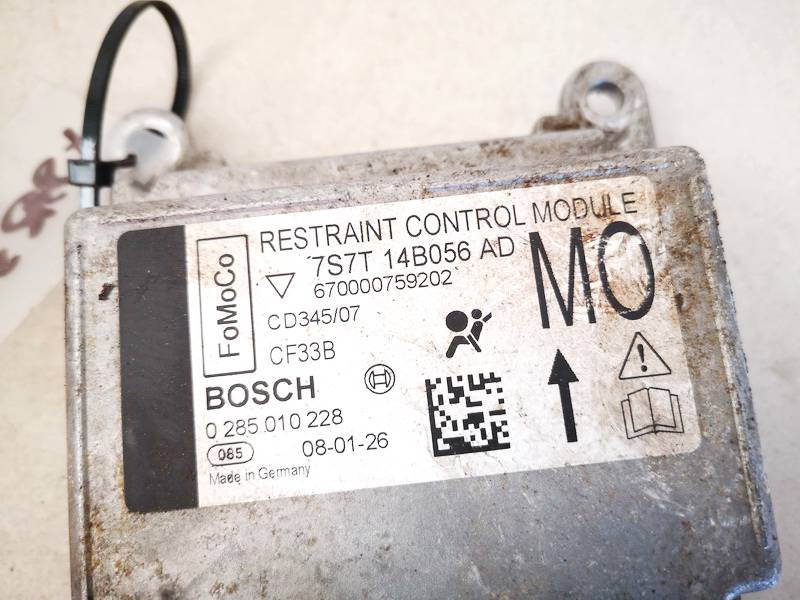 RESTRAINT CONTROL MODULE
FoMoCo
7S7T 14B056 AD
670000759202
MO
CD345/07
CF33B
BOSCH
0 285 010 228
085
08-01-26
Made in Germany